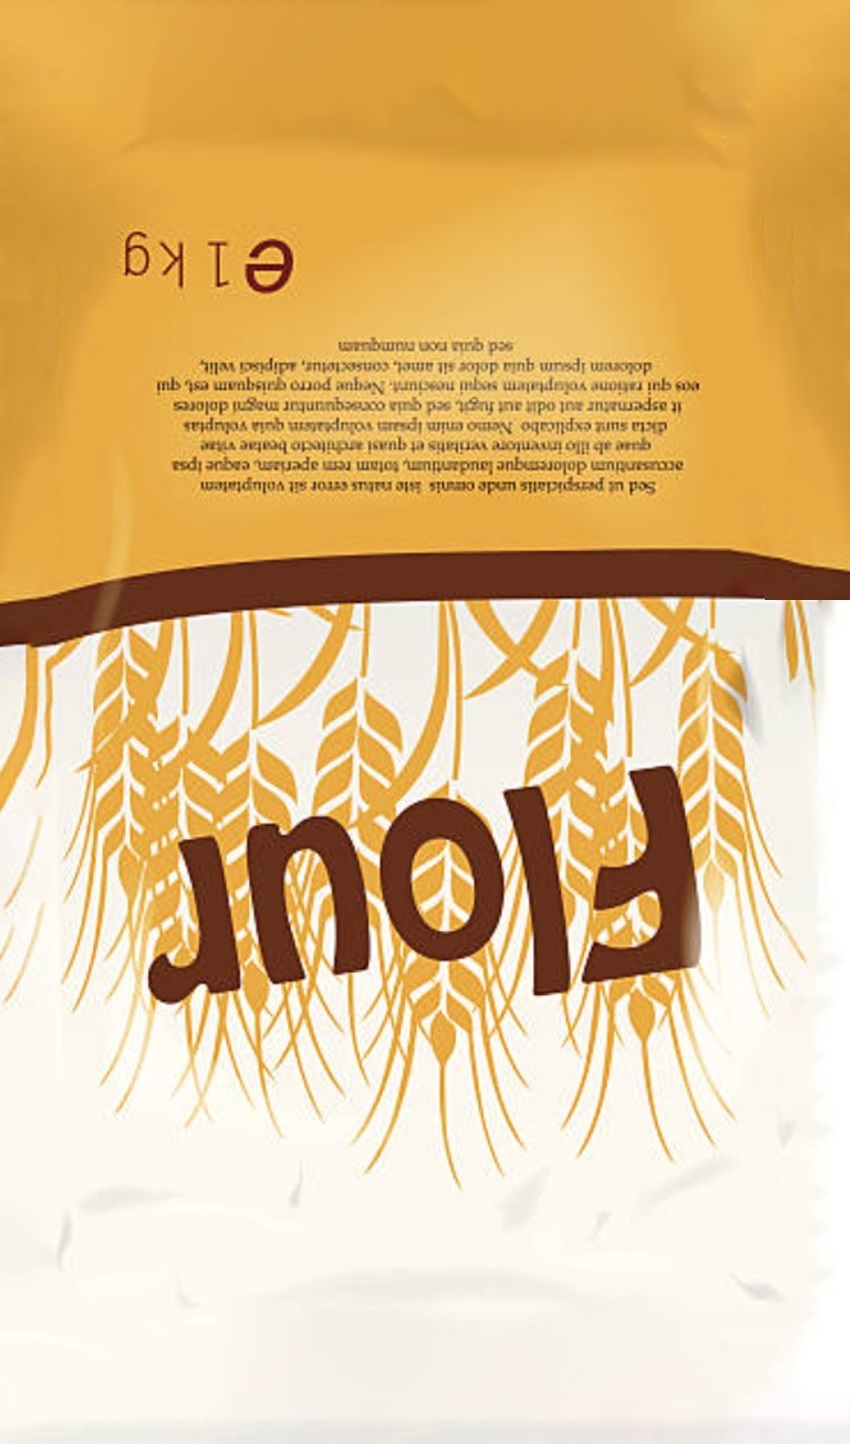 Flour
Sed ut perspiciatis unde omnis iste natus error sit voluptatem
accusantium doloremque laudantium, totam rem aperiam, eaque ipsa
quae ab illo inventore veritatis et quasi architecto beatae vitae
dicta sunt explicabo. Nemo enim ipsam voluptatem quia voluptas
it aspernatur aut odit aut fugit, sed quia consequuntur magni dolores
eos qui ratione voluptatem sequi nesciunt. Neque porro quisquam est, qui
dolorem ipsum quia dolor sit amet, consectetur, adipisci velit,
sed quia non numquam
e 1 kg